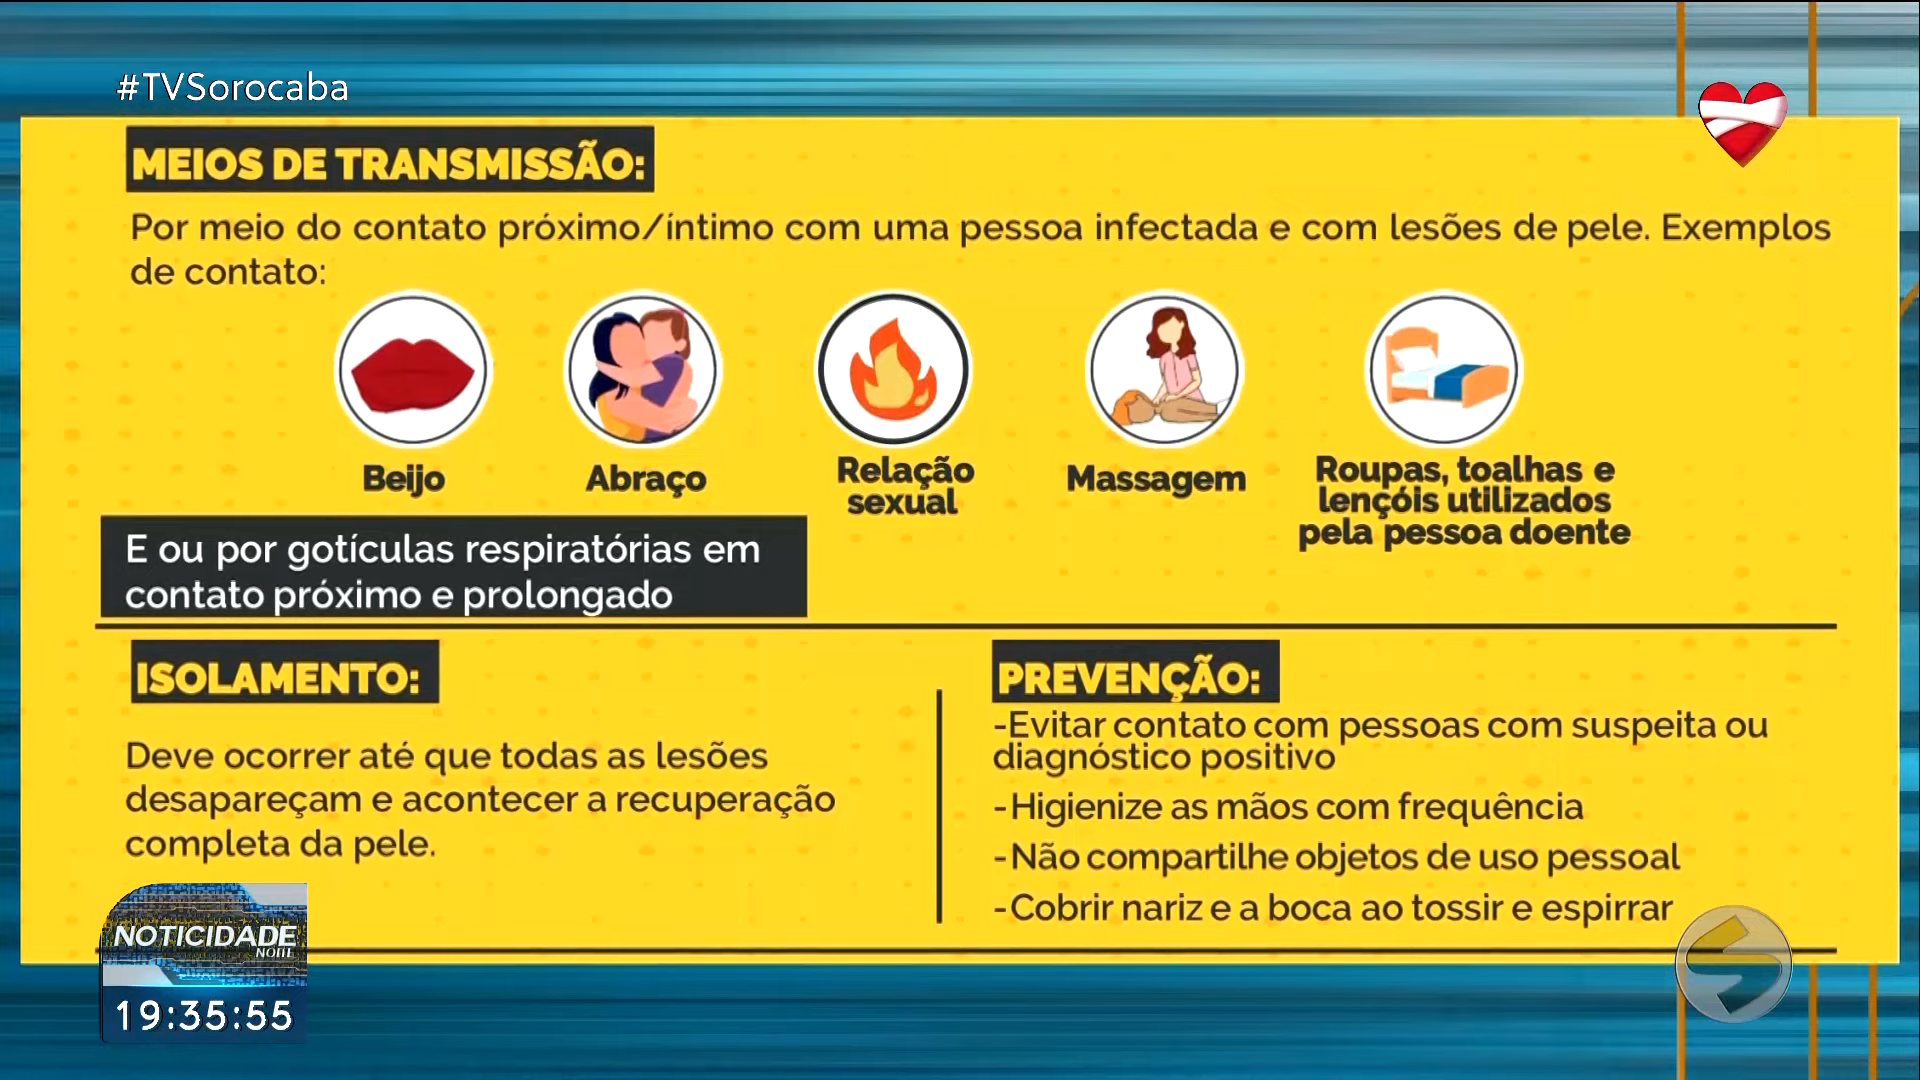 #TVSorocaba
MEIOS DE TRANSMISSÃO:
Por meio do contato próximo/íntimo com uma pessoa infectada e com lesões de pele. Exemplos
de contato:
Beijo
Abraço
Relação
sexual
Massagem
Roupas, toalhas e
lençóis utilizados
pela pessoa doente
E ou por gotículas respiratórias em
contato próximo e prolongado
ISOLAMENTO:
Deve ocorrer até que todas as lesões
desapareçam e acontecer a recuperação
completa da pele.
PREVENÇÃO:
-Evitar contato com pessoas com suspeita ou
diagnóstico positivo
-Higienize as mãos com frequência
-Não compartilhe objetos de uso pessoal
-Cobrir nariz e a boca ao tossir e espirrar
NOTICIDADE
NOITE
19:35:55